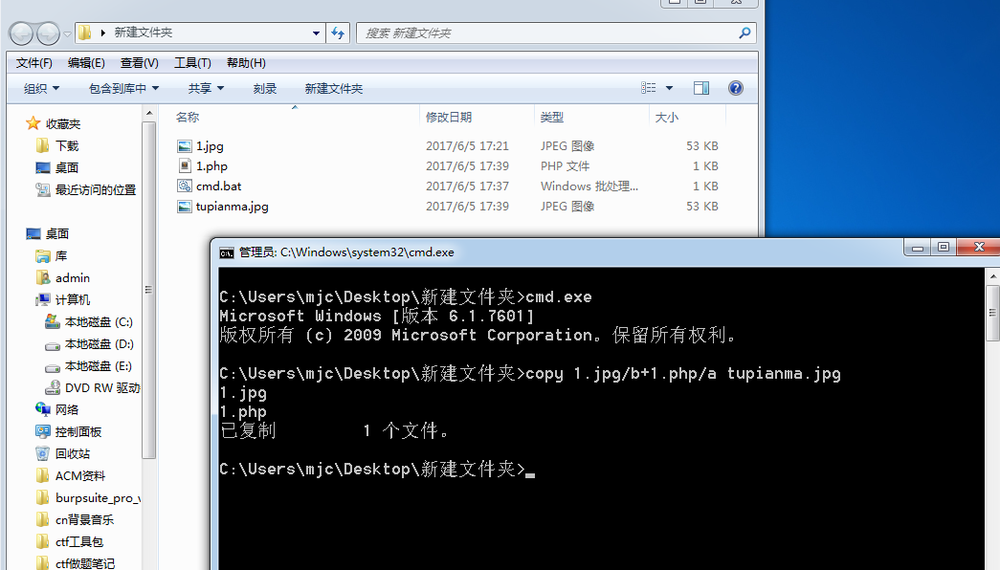 新建文件夹
搜索 新建文件夹
文件(F) 编辑(E) 查看(V) 工具(T) 帮助(H)
组织 包含到库中 共享 刻录 新建文件夹
名称 修改日期 类型 大小
1.jpg 2017/6/5 17:21 JPEG 图像 53 KB
1.php 2017/6/5 17:39 PHP 文件 1 KB
cmd.bat 2017/6/5 17:37 Windows 批处理... 1 KB
tupianma.jpg 2017/6/5 17:39 JPEG 图像 53 KB
收藏夹
下载
桌面
最近访问的位置
桌面
库
admin
计算机
本地磁盘 (C:)
本地磁盘 (D:)
本地磁盘 (E:)
DVD RW 驱动
网络
控制面板
回收站
ACM资料
burpsuite_pro_v
cn背景音乐
ctf工具包
ctf做题笔记
管理员: C:\Windows\system32\cmd.exe
C:\Users\mjc\Desktop\新建文件夹>cmd.exe
Microsoft Windows [版本 6.1.7601]
版权所有 (c) 2009 Microsoft Corporation。保留所有权利。
C:\Users\mjc\Desktop\新建文件夹>copy 1.jpg/b+1.php/a tupianma.jpg
1.jpg
1.php
已复制         1 个文件。
C:\Users\mjc\Desktop\新建文件夹>